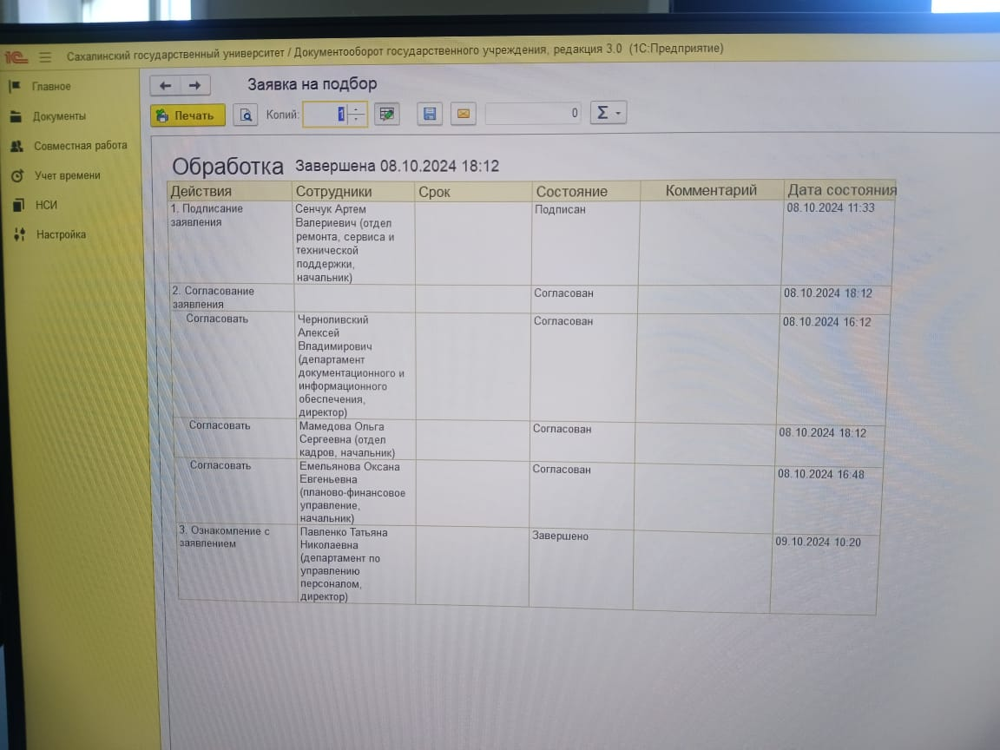 1С
Сахалинский государственный университет / Документооборот государственного учреждения, редакция 3.0 (1С:Предприятие)
Главное
Документы
Совместная работа
Учет времени
НСИ
Настройка
Заявка на подбор
Печать
Копий:
1
0
Σ
Обработка Завершена 08.10.2024 18:12
Действия Сотрудники Срок Состояние Комментарий Дата состояния
1. Подписание
заявления
Сенчук Артем
Валериевич (отдел
ремонта, сервиса и
технической
поддержки,
начальник)
Подписан
08.10.2024 11:33
2. Согласование
заявления
Согласован
08.10.2024 18:12
Согласовать
Черноливский
Алексей
Владимирович
(департамент
документационного и
информационного
обеспечения,
директор)
Согласован
08.10.2024 16:12
Согласовать
Мамедова Ольга
Сергеевна (отдел
кадров, начальник)
Согласован
08.10.2024 18:12
Согласовать
Емельянова Оксана
Евгеньевна
(планово-финансовое
управление,
начальник)
Согласован
08.10.2024 16:48
3. Ознакомление с
заявлением
Павленко Татьяна
Николаевна
(департамент по
управлению
персоналом,
директор)
Завершено
09.10.2024 10:20